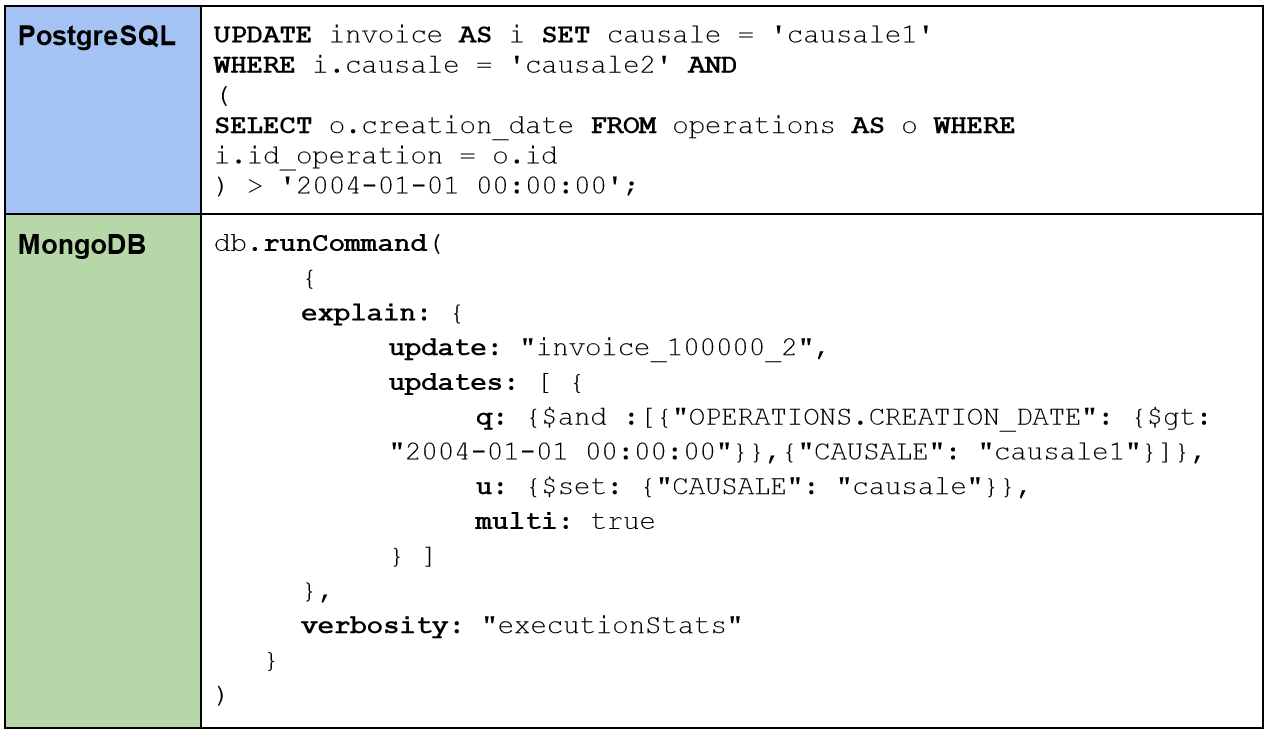 PostgreSQL
UPDATE invoice AS i SET causale = 'causale1'
WHERE i.causale = 'causale2' AND
(
SELECT o.creation_date FROM operations AS o WHERE
i.id_operation = o.id
) > '2004-01-01 00:00:00';
MongoDB
db.runCommand(
{
explain: {
update: "invoice_100000_2",
updates: [ {
q: {$and :[{"OPERATIONS.CREATION_DATE": {$gt:
"2004-01-01 00:00:00"}},{"CAUSALE": "causale1"}]},
u: {$set: {"CAUSALE": "causale"}},
multi: true
} ]
},
verbosity: "executionStats"
}
)